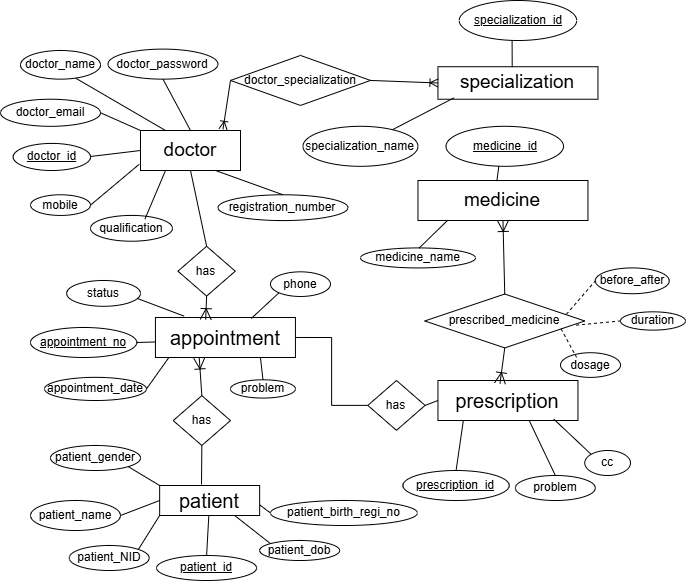 specialization_id
doctor_name
doctor_password
doctor_specialization
specialization
doctor_email
doctor
specialization_name
medicine_id
doctor_id
medicine
mobile
registration_number
qualification
medicine_name
has
status
phone
before_after
prescribed_medicine
duration
appointment_no
appointment
dosage
appointment_date
problem
has
prescription
has
patient_gender
cc
prescription_id
problem
patient_name
patient
patient_birth_regi_no
patient_NID
patient_id
patient_dob